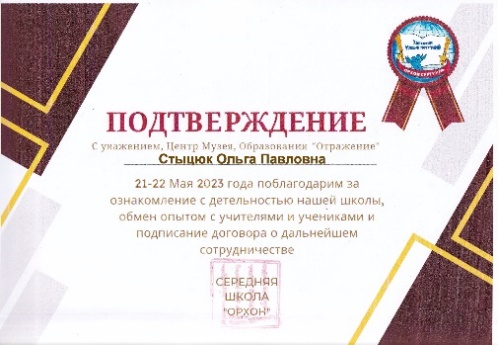 ПОДТВЕРЖДЕНИЕ
С уважением, Центр Музея, Образования "Отражение"
Стыцюк Ольга Павловна
21-22 Мая 2023 года поблагодарим за
ознакомление с детельностью нашей школы,
обмен опытом с учителями и учениками и
подписание договора о дальнейшем
сотрудничестве
СЕРЕДНЯЯ
ШКОЛА
"ОРХОН"